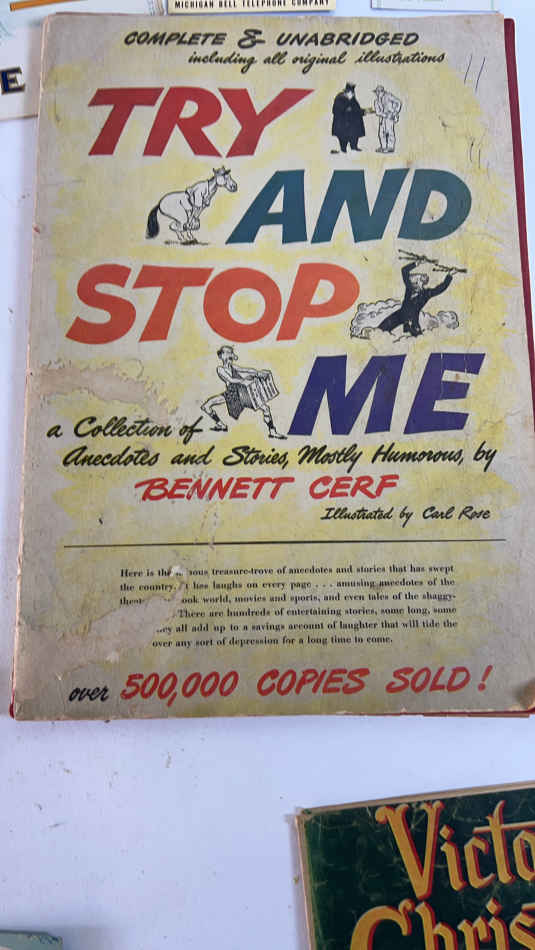 MICHIGAN BELL TELEPHONE COMPANY
E
COMPLETE & UNABRIDGED
including all original illustrations
TRY
AND
STOP
ME
a Collection of
Anecdotes and Stories, Mostly Humorous, by
BENNETT CERF
Illustrated by Carl Rose
Here is the ous treasure-trove of anecdotes and stories that has swept
the country. It has laughs on every page . . . amusing anecdotes of the
ook world, movies and sports, and even tales of the shaggy-
There are hundreds of entertaining stories, some long, some
they all add up to a savings account of laughter that will tide the
over any sort of depression for a long time to come.
over 500,000 COPIES SOLD!
Victo
Chris